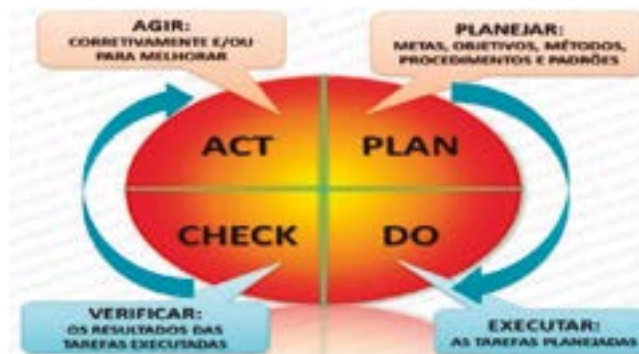 AGIR:
CORRETIVAMENTE E/OU
PARA MELHORAR
PLANEJAR:
METAS, OBJETIVOS, MÉTODOS,
PROCEDIMENTOS E PADRÕES
ACT
PLAN
CHECK
DO
VERIFICAR:
OS RESULTADOS DAS
TAREFAS EXECUTADAS
EXECUTAR:
AS TAREFAS PLANEJADAS